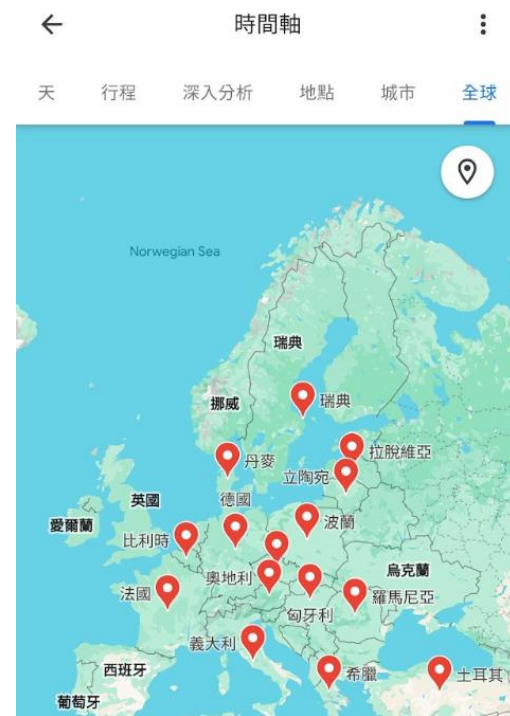 時間軸
天 行程 深入分析 地點 城市 全球
Norwegian Sea
瑞典
挪威
瑞典
丹麥
拉脫維亞
立陶宛
英國
德國
愛爾蘭
比利時
波蘭
奧地利
烏克蘭
法國
匈牙利
羅馬尼亞
義大利
西班牙
希臘
土耳其
葡萄牙